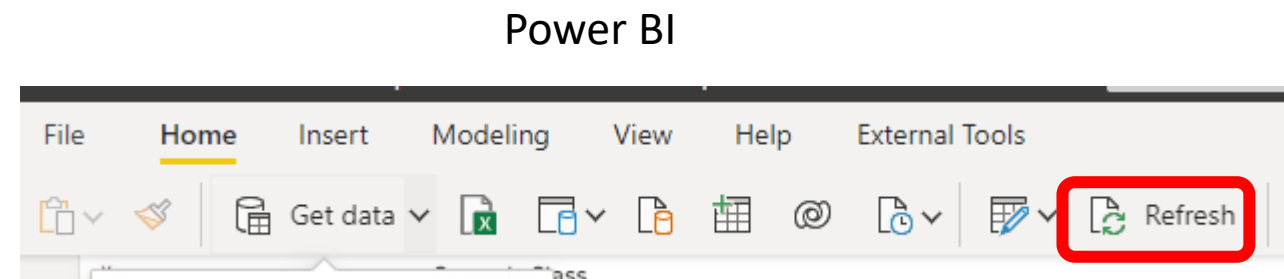 Power BI
File Home Insert Modeling View Help External Tools
Get data Refresh